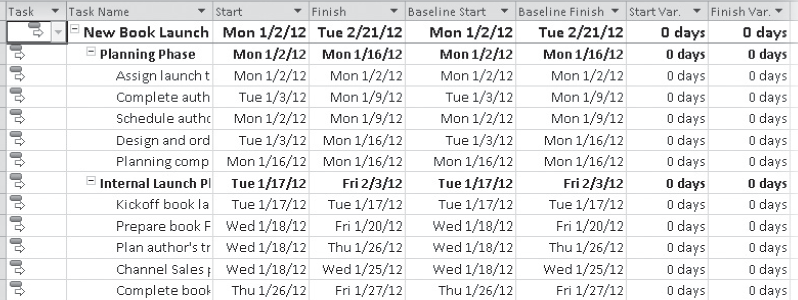 Task Task Name Start Finish Baseline Start Baseline Finish Start Var. Finish Var.
New Book Launch Mon 1/2/12 Tue 2/21/12 Mon 1/2/12 Tue 2/21/12 0 days 0 days
Planning Phase Mon 1/2/12 Mon 1/16/12 Mon 1/2/12 Mon 1/16/12 0 days 0 days
Assign launch t Mon 1/2/12 Mon 1/2/12 Mon 1/2/12 Mon 1/2/12 0 days 0 days
Complete auth Tue 1/3/12 Mon 1/9/12 Tue 1/3/12 Mon 1/9/12 0 days 0 days
Schedule autho Mon 1/2/12 Mon 1/9/12 Mon 1/2/12 Mon 1/9/12 0 days 0 days
Design and ord Tue 1/3/12 Mon 1/16/12 Tue 1/3/12 Mon 1/16/12 0 days 0 days
Planning comp Mon 1/16/12 Mon 1/16/12 Mon 1/16/12 Mon 1/16/12 0 days 0 days
Internal Launch Pl Tue 1/17/12 Fri 2/3/12 Tue 1/17/12 Fri 2/3/12 0 days 0 days
Kickoff book la Tue 1/17/12 Tue 1/17/12 Tue 1/17/12 Tue 1/17/12 0 days 0 days
Prepare book F Wed 1/18/12 Fri 1/20/12 Wed 1/18/12 Fri 1/20/12 0 days 0 days
Plan author's tr Wed 1/18/12 Thu 1/26/12 Wed 1/18/12 Thu 1/26/12 0 days 0 days
Channel Sales p Wed 1/18/12 Wed 1/25/12 Wed 1/18/12 Wed 1/25/12 0 days 0 days
Complete book Thu 1/26/12 Fri 1/27/12 Thu 1/26/12 Fri 1/27/12 0 days 0 days